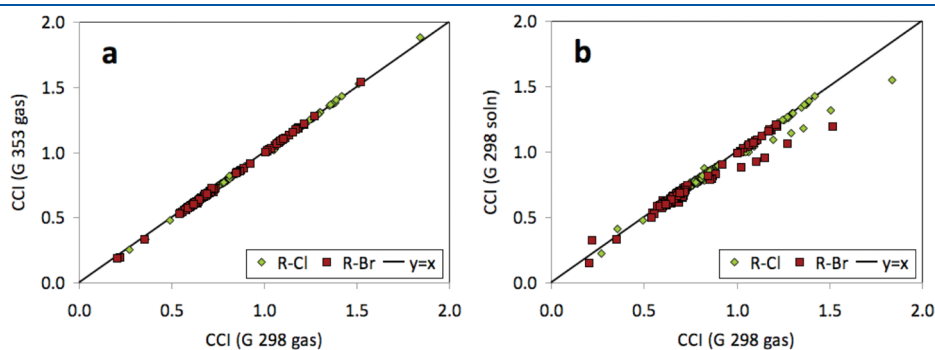 a
2.0
1.5
1.0
0.5
0.0
CCI (G 353 gas)
0.0 0.5 1.0 1.5 2.0
CCI (G 298 gas)
R-Cl R-Br y=x
b
2.0
1.5
1.0
0.5
0.0
CCI (G 298 soln)
0.0 0.5 1.0 1.5 2.0
CCI (G 298 gas)
R-Cl R-Br y=x